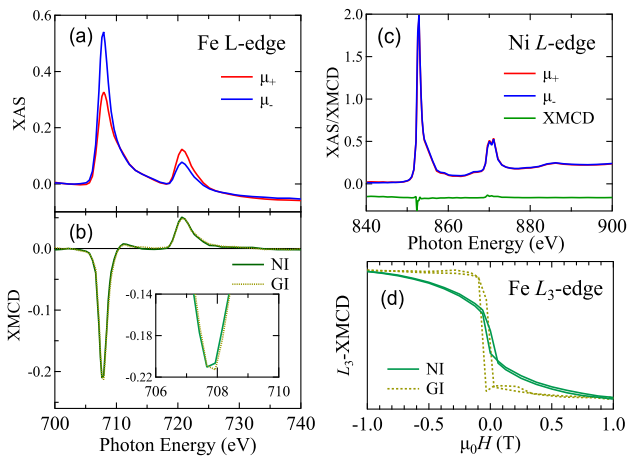 (a) Fe L-edge
μ+
μ-
XAS
0.6
0.4
0.2
0.0
(b)
NI
GI
XMCD
0.0
-0.1
-0.2
-0.14
-0.18
-0.22
706 708 710
700 710 720 730 740
Photon Energy (eV)
(c) Ni L-edge
μ+
μ-
XMCD
XAS/XMCD
2.0
1.5
1.0
0.5
0.0
840 860 880 900
Photon Energy (eV)
(d) Fe L3-edge
NI
GI
L3-XMCD
-1.0 -0.5 0.0 0.5 1.0
μ0H (T)